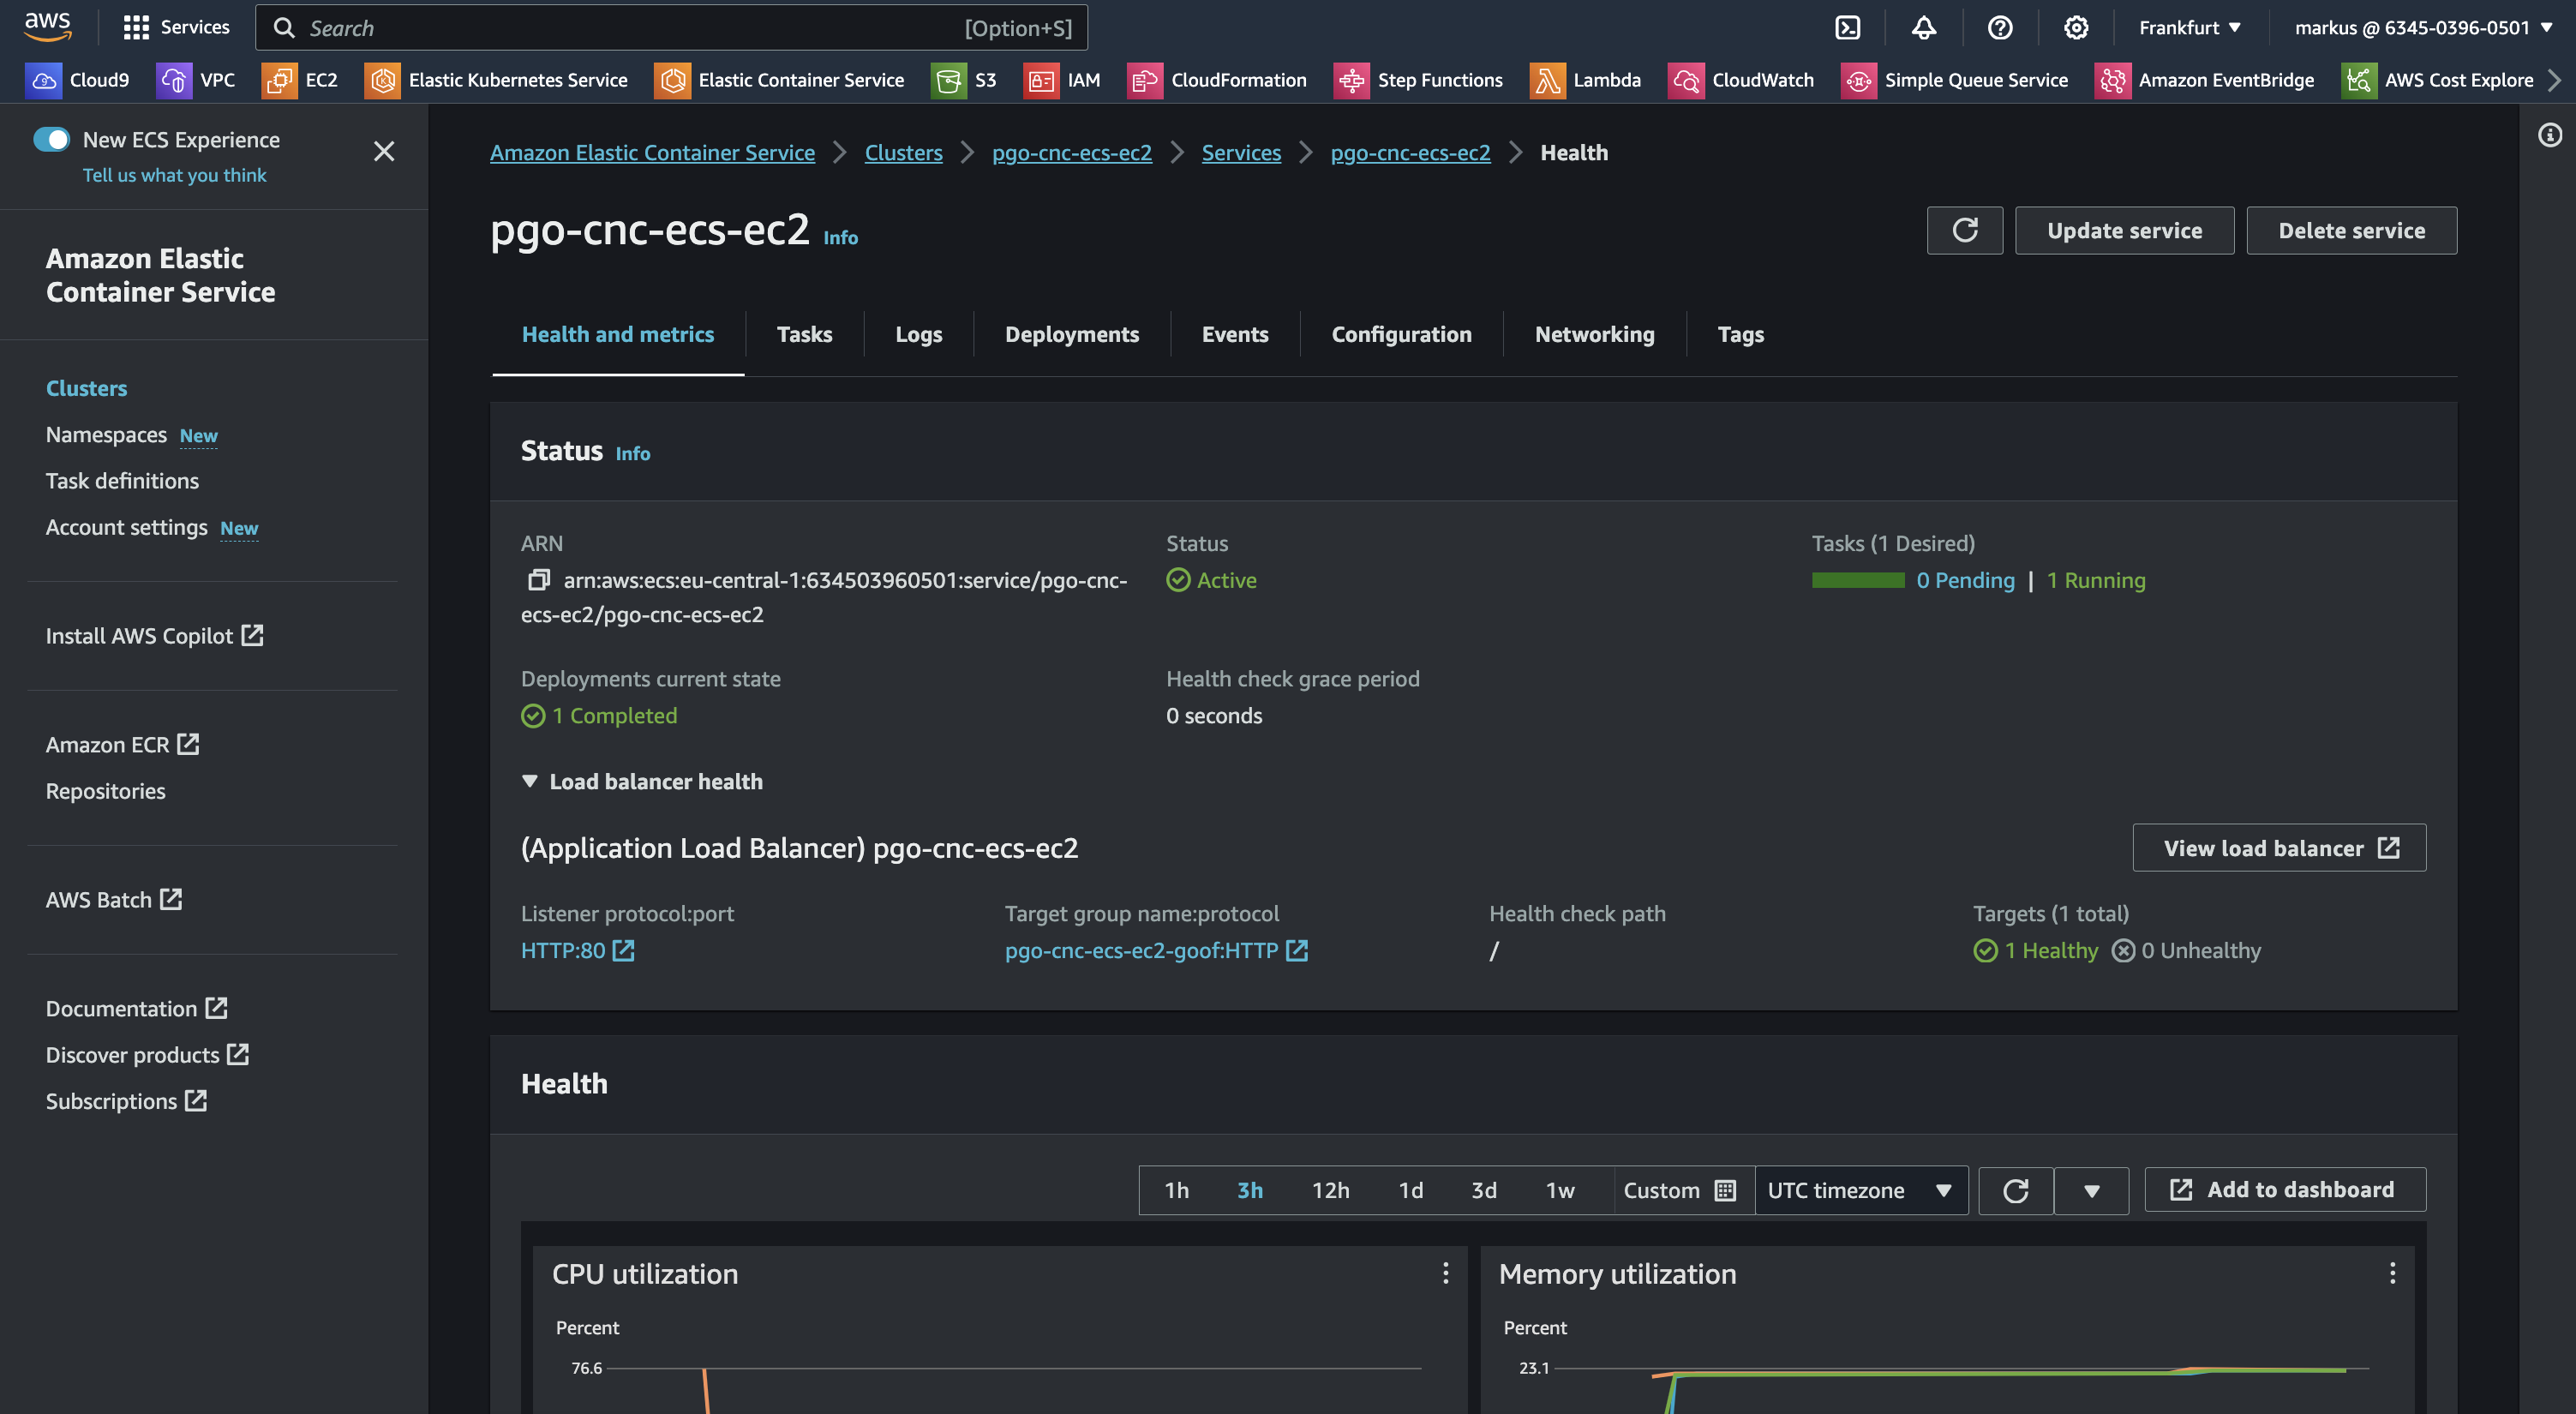 aws
Services
Search
[Option+S]
Frankfurt
markus @ 6345-0396-0501
Cloud9
VPC
EC2
Elastic Kubernetes Service
Elastic Container Service
S3
IAM
CloudFormation
Step Functions
Lambda
CloudWatch
Simple Queue Service
Amazon EventBridge
AWS Cost Explore
New ECS Experience
Tell us what you think
Amazon Elastic
Container Service
Clusters
Namespaces New
Task definitions
Account settings New
Install AWS Copilot
Amazon ECR
Repositories
AWS Batch
Documentation
Discover products
Subscriptions
Amazon Elastic Container Service > Clusters > pgo-cnc-ecs-ec2 > Services > pgo-cnc-ecs-ec2 > Health
pgo-cnc-ecs-ec2 Info
Update service
Delete service
Health and metrics
Tasks
Logs
Deployments
Events
Configuration
Networking
Tags
Status Info
ARN
arn:aws:ecs:eu-central-1:634503960501:service/pgo-cnc-
ecs-ec2/pgo-cnc-ecs-ec2
Status
Active
Tasks (1 Desired)
0 Pending | 1 Running
Deployments current state
1 Completed
Health check grace period
0 seconds
Load balancer health
(Application Load Balancer) pgo-cnc-ecs-ec2
View load balancer
Listener protocol:port
HTTP:80
Target group name:protocol
pgo-cnc-ecs-ec2-goof:HTTP
Health check path
/
Targets (1 total)
1 Healthy 0 Unhealthy
Health
1h
3h
12h
1d
3d
1w
Custom
UTC timezone
Add to dashboard
CPU utilization
Percent
76.6
Memory utilization
Percent
23.1